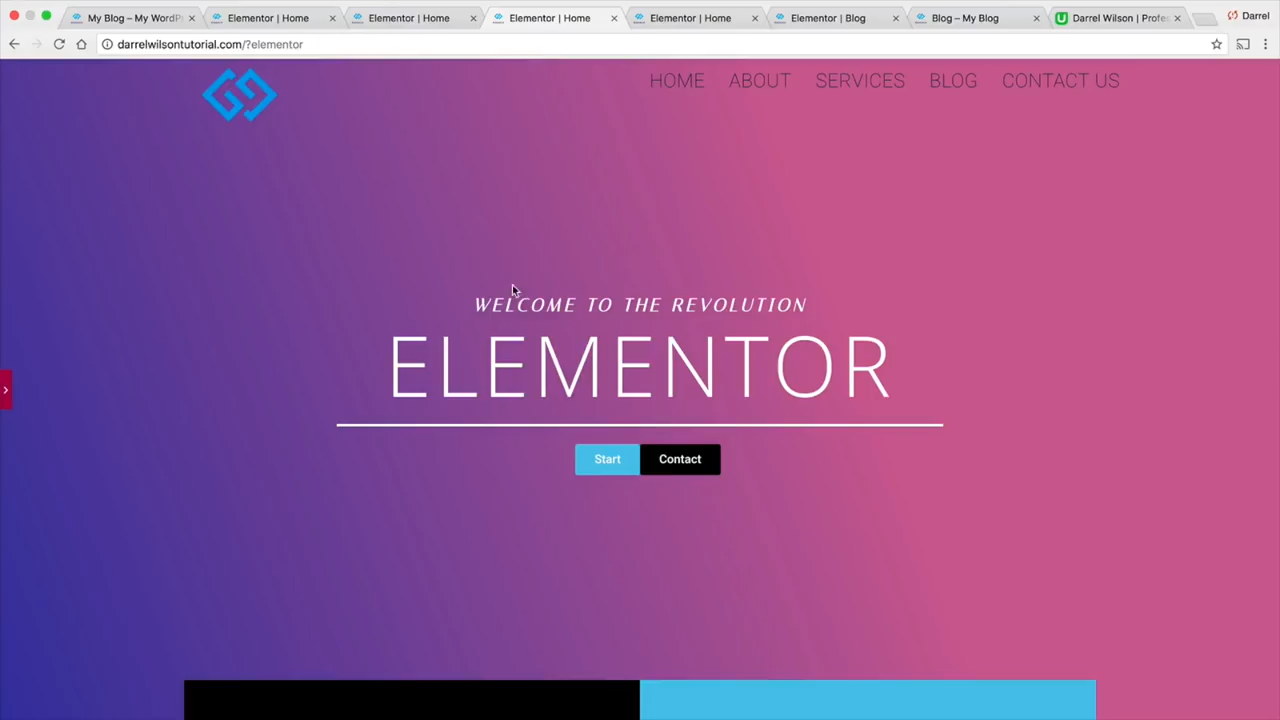 My Blog – My WordP
Elementor | Home
Elementor | Home
Elementor | Home
Elementor | Home
Elementor | Blog
Blog – My Blog
Darrel Wilson | Profes
Darrel
darrelwilsontutorial.com/?elementor
HOME ABOUT SERVICES BLOG CONTACT US
WELCOME TO THE REVOLUTION
ELEMENTOR
Start Contact